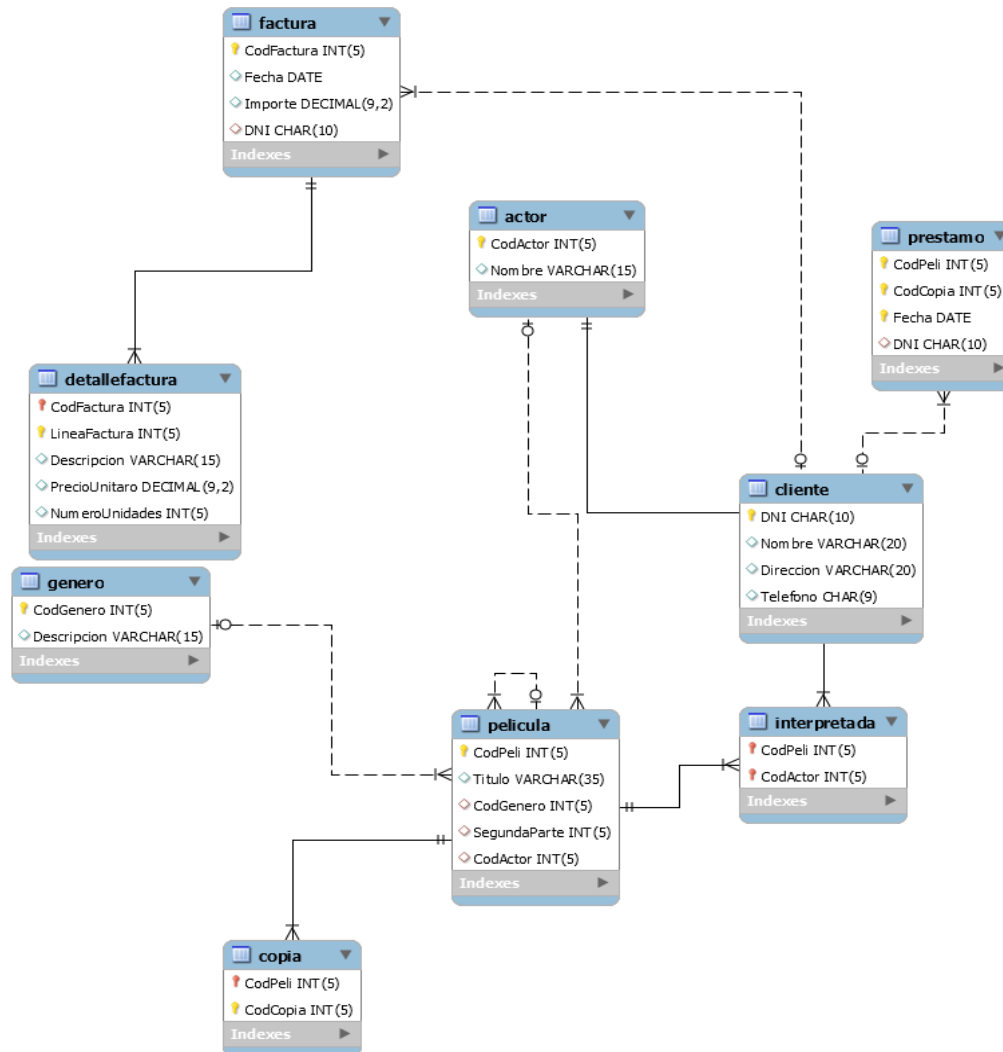 factura
CodFactura INT(5)
Fecha DATE
Importe DECIMAL(9,2)
DNI CHAR(10)
Indexes
actor
CodActor INT(5)
Nombre VARCHAR(15)
Indexes
prestamo
CodPeli INT(5)
CodCopia INT(5)
Fecha DATE
DNI CHAR(10)
Indexes
detallefactura
CodFactura INT(5)
LineaFactura INT(5)
Descripcion VARCHAR(15)
PrecioUnitaro DECIMAL(9,2)
NumeroUnidades INT(5)
Indexes
cliente
DNI CHAR(10)
Nombre VARCHAR(20)
Direccion VARCHAR(20)
Telefono CHAR(9)
Indexes
genero
CodGenero INT(5)
Descripcion VARCHAR(15)
Indexes
pelicula
CodPeli INT(5)
Titulo VARCHAR(35)
CodGenero INT(5)
SegundaParte INT(5)
CodActor INT(5)
Indexes
interpretada
CodPeli INT(5)
CodActor INT(5)
Indexes
copia
CodPeli INT(5)
CodCopia INT(5)
Indexes